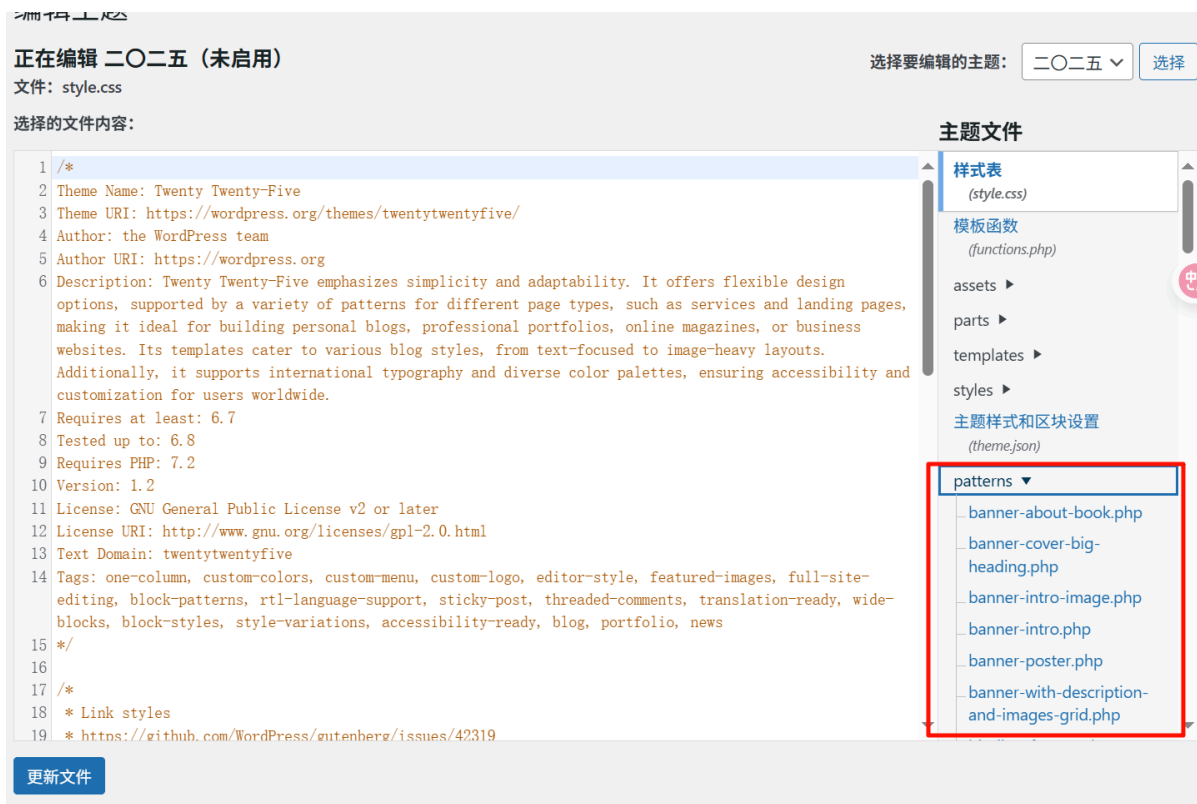 编辑主题
正在编辑 二〇二五（未启用）
选择要编辑的主题：
二〇二五
选择
文件：style.css
选择的文件内容：
主题文件
1 /*
2 Theme Name: Twenty Twenty-Five
3 Theme URI: https://wordpress.org/themes/twentytwentyfive/
4 Author: the WordPress team
5 Author URI: https://wordpress.org
6 Description: Twenty Twenty-Five emphasizes simplicity and adaptability. It offers flexible design
options, supported by a variety of patterns for different page types, such as services and landing pages,
making it ideal for building personal blogs, professional portfolios, online magazines, or business
websites. Its templates cater to various blog styles, from text-focused to image-heavy layouts.
Additionally, it supports international typography and diverse color palettes, ensuring accessibility and
customization for users worldwide.
7 Requires at least: 6.7
8 Tested up to: 6.8
9 Requires PHP: 7.2
10 Version: 1.2
11 License: GNU General Public License v2 or later
12 License URI: http://www.gnu.org/licenses/gpl-2.0.html
13 Text Domain: twentytwentyfive
14 Tags: one-column, custom-colors, custom-menu, custom-logo, editor-style, featured-images, full-site-
editing, block-patterns, rtl-language-support, sticky-post, threaded-comments, translation-ready, wide-
blocks, block-styles, style-variations, accessibility-ready, blog, portfolio, news
15 */
16
17 /*
18 * Link styles
19 * https://github.com/WordPress/gutenberg/issues/42319
样式表
(style.css)
模板函数
(functions.php)
assets
parts
templates
styles
主题样式和区块设置
(theme.json)
patterns
banner-about-book.php
banner-cover-big-
heading.php
banner-intro-image.php
banner-intro.php
banner-poster.php
banner-with-description-
and-images-grid.php
更新文件